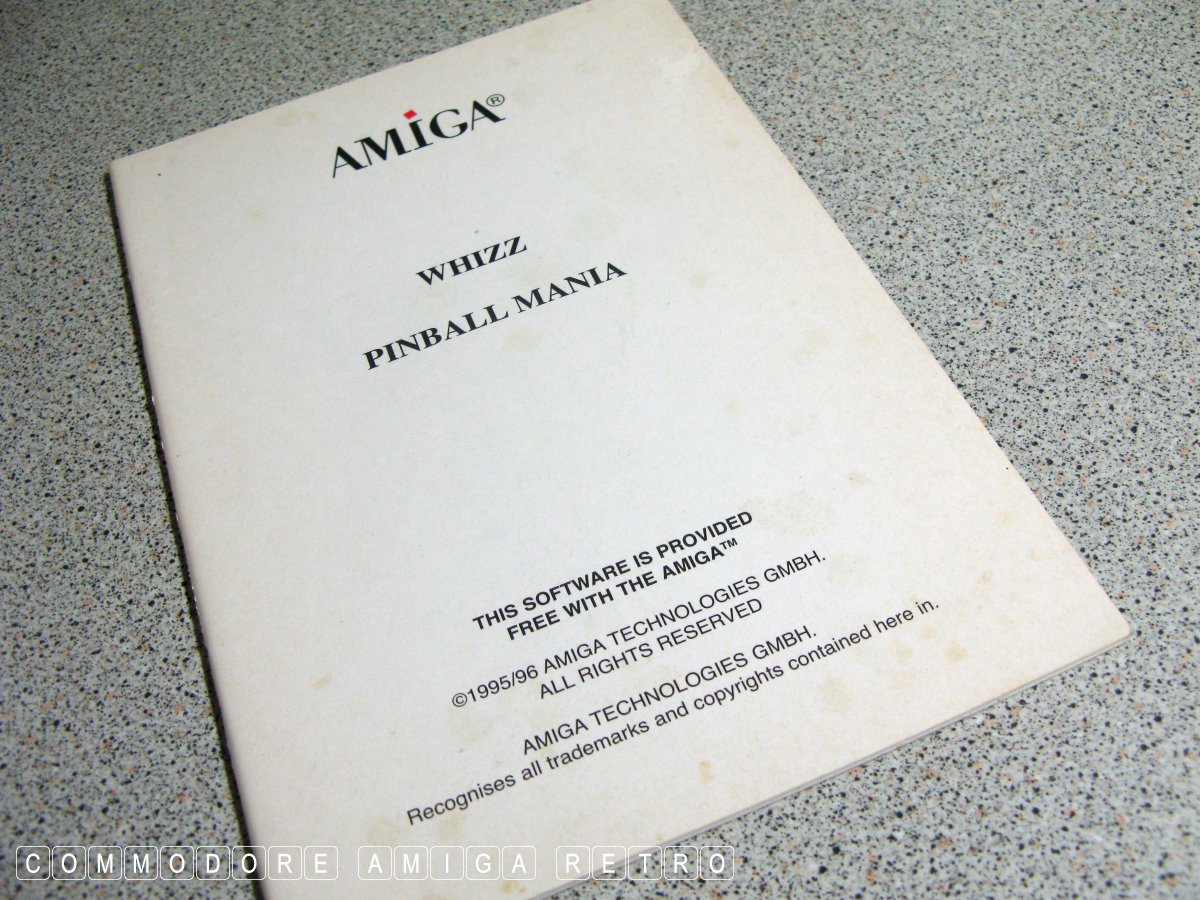 AMiGA®
WHIZZ
PINBALL MANIA
THIS SOFTWARE IS PROVIDED
FREE WITH THE AMIGA™
©1995/96 AMIGA TECHNOLOGIES GMBH.
ALL RIGHTS RESERVED
AMIGA TECHNOLOGIES GMBH.
Recognises all trademarks and copyrights contained here in.
COMMODORE AMIGA RETRO